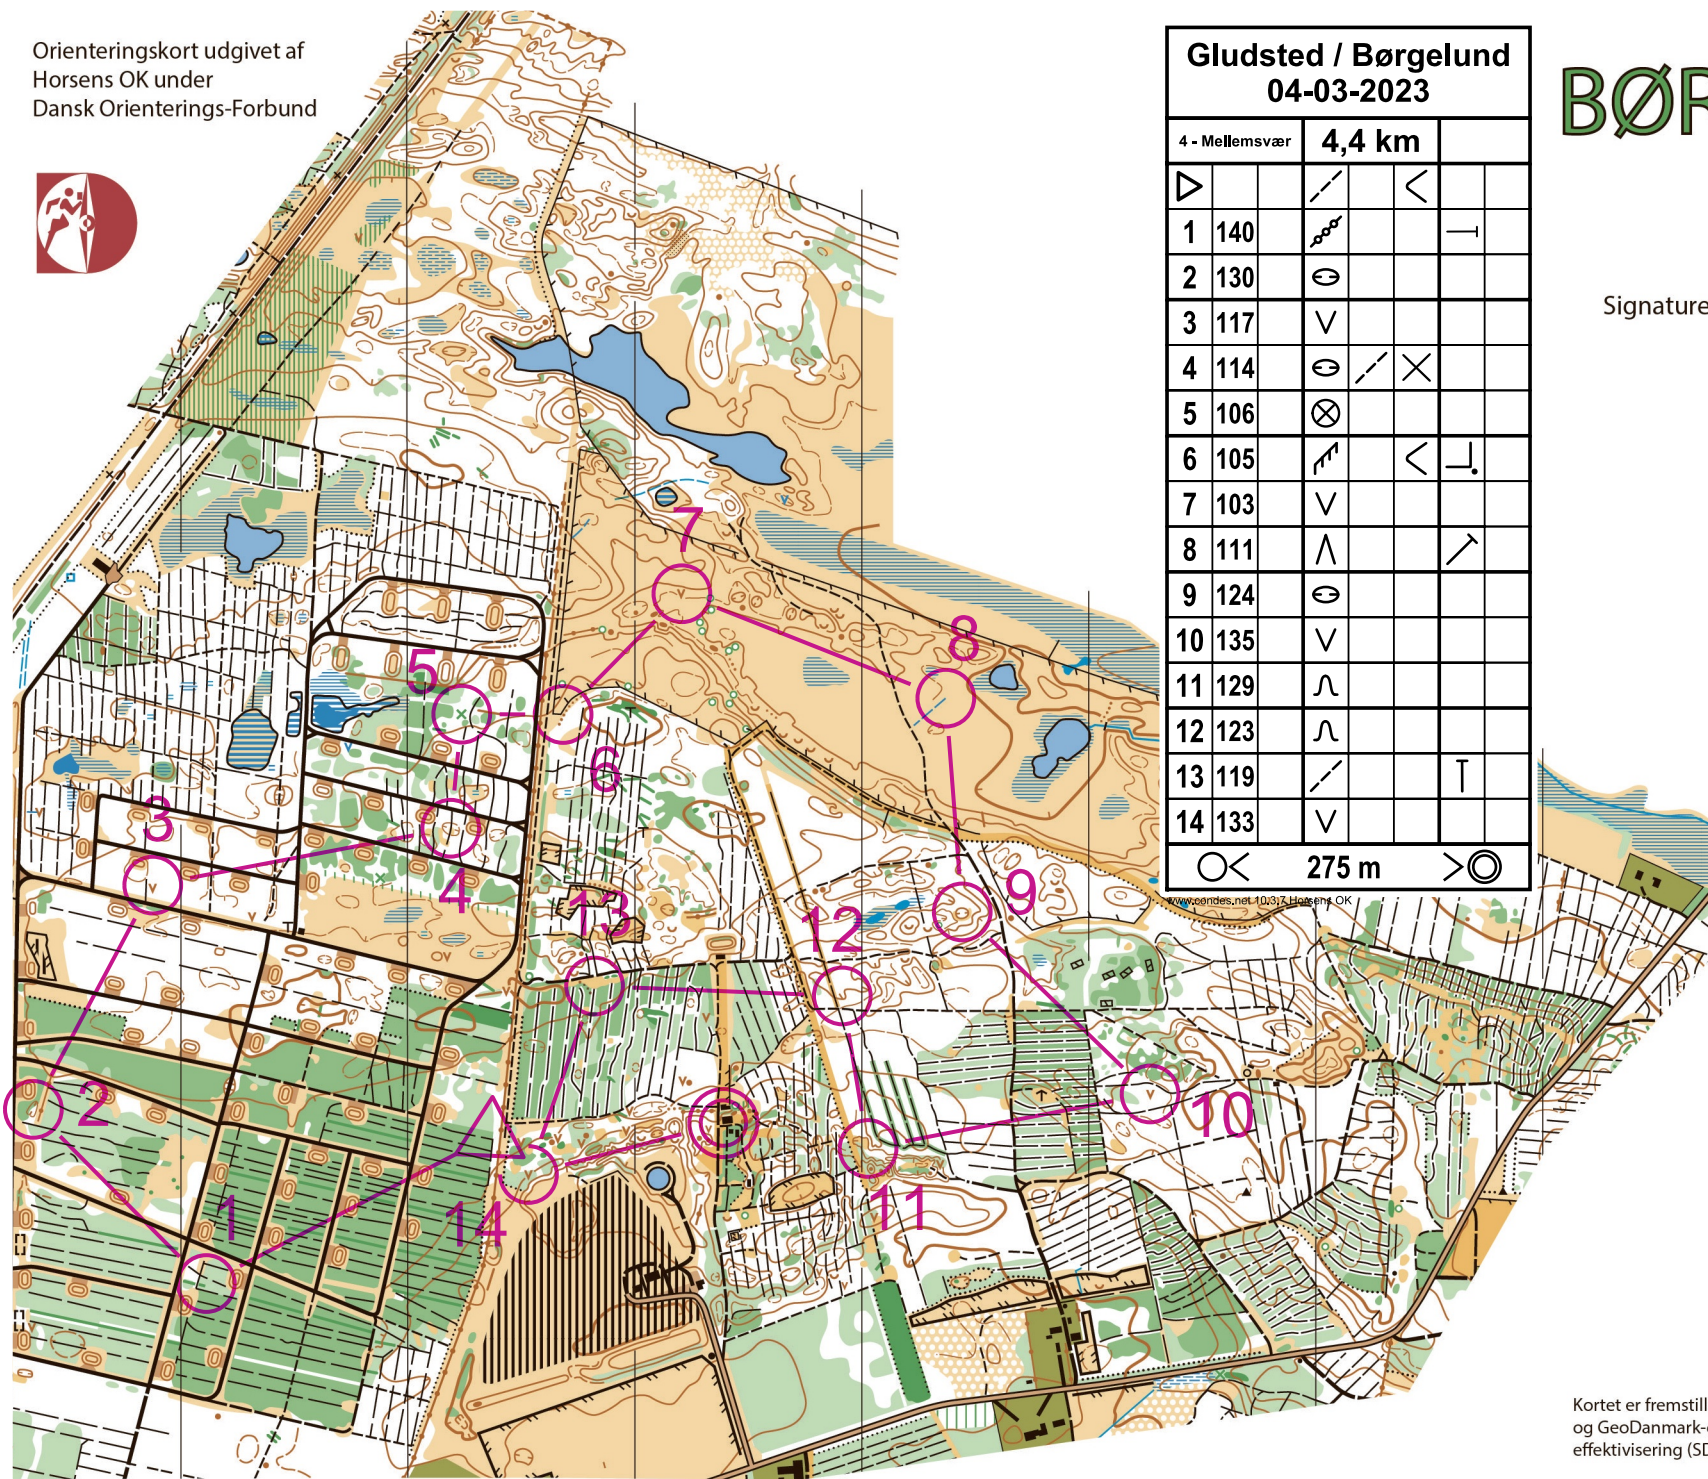 Orienteringskort udgivet af
Horsens OK under
Dansk Orienterings-Forbund
Gludsted / Børgelund
04-03-2023
4 - Mellemsvær 4,4 km
1 140
2 130
3 117
4 114
5 106
6 105
7 103
8 111
9 124
10 135
11 129
12 123
13 119
14 133
275 m
www.condes.net 10.3.7 Horsens OK
BØR
Signature
7
8
5
6
3
4
9
13
12
2
10
1
14
11
Kortet er fremstill
og GeoDanmark-
effektivisering (SD